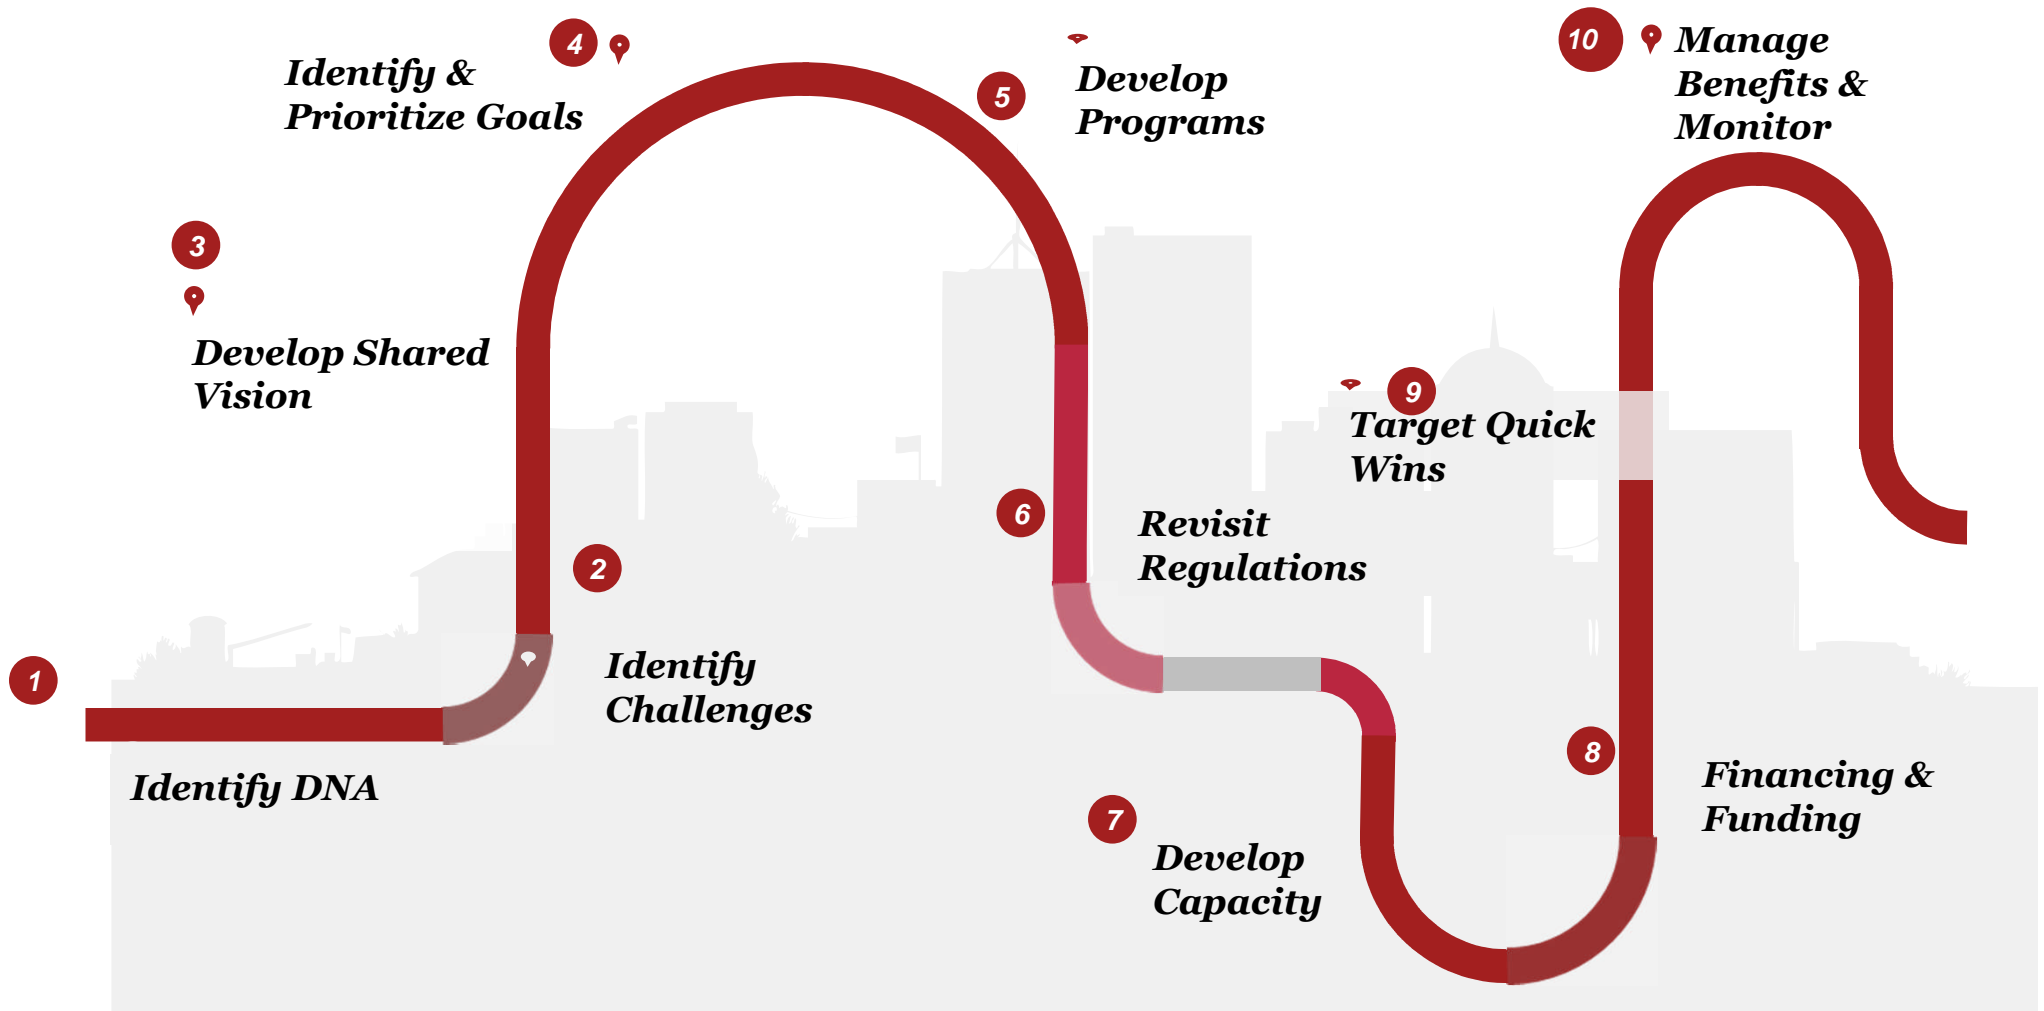 1
Identify DNA
2
Identify
Challenges
3
Develop Shared
Vision
4
Identify &
Prioritize Goals
5
Develop
Programs
6
Revisit
Regulations
7
Develop
Capacity
8
Financing &
Funding
9
Target Quick
Wins
10
Manage
Benefits &
Monitor